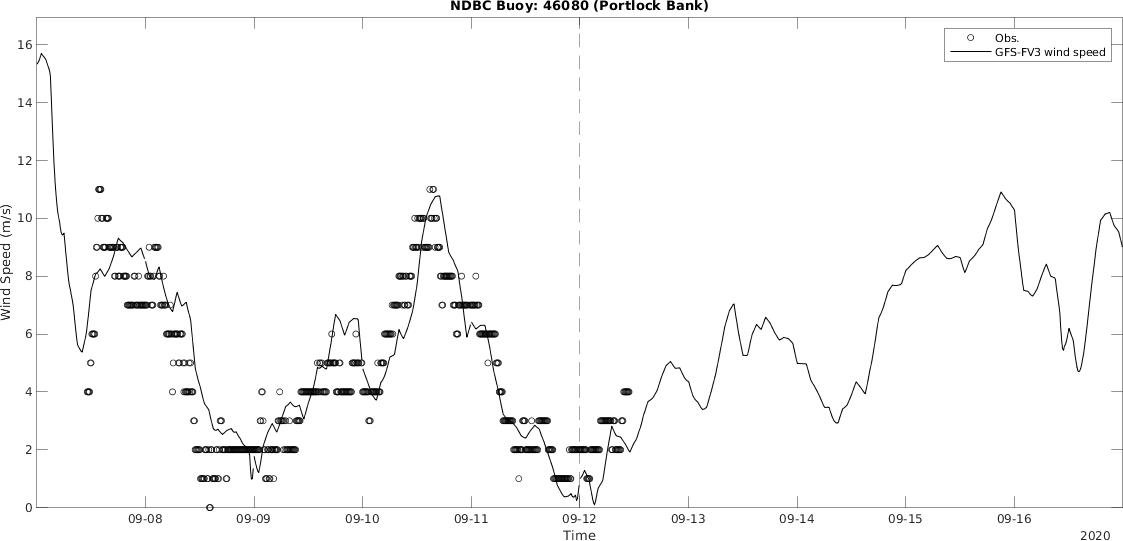 NDBC Buoy: 46080 (Portlock Bank)
Obs.
GFS-FV3 wind speed
Wind Speed (m/s)
16
14
12
10
8
6
4
2
0
09-08 09-09 09-10 09-11 09-12 09-13 09-14 09-15 09-16
Time
2020